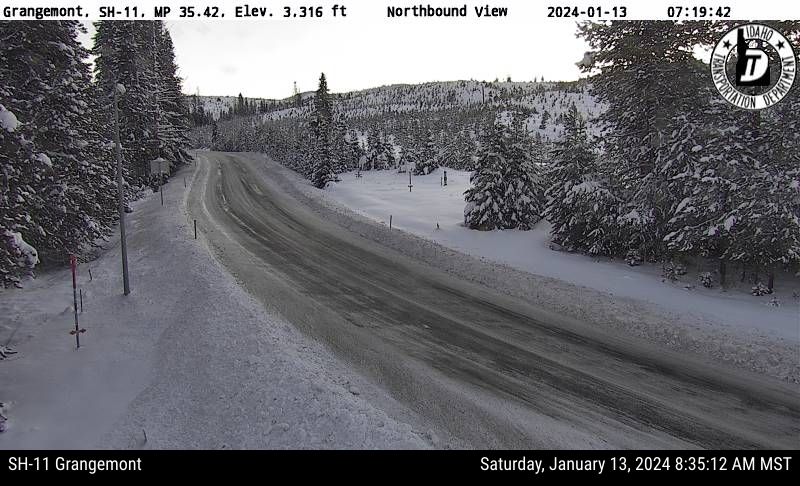 Grangemont, SH-11, MP 35.42, Elev. 3,316 ft Northbound View 2024-01-13 07:19:42
IDAHO
TRANSPORTATION DEPARTMENT
SH-11 Grangemont Saturday, January 13, 2024 8:35:12 AM MST